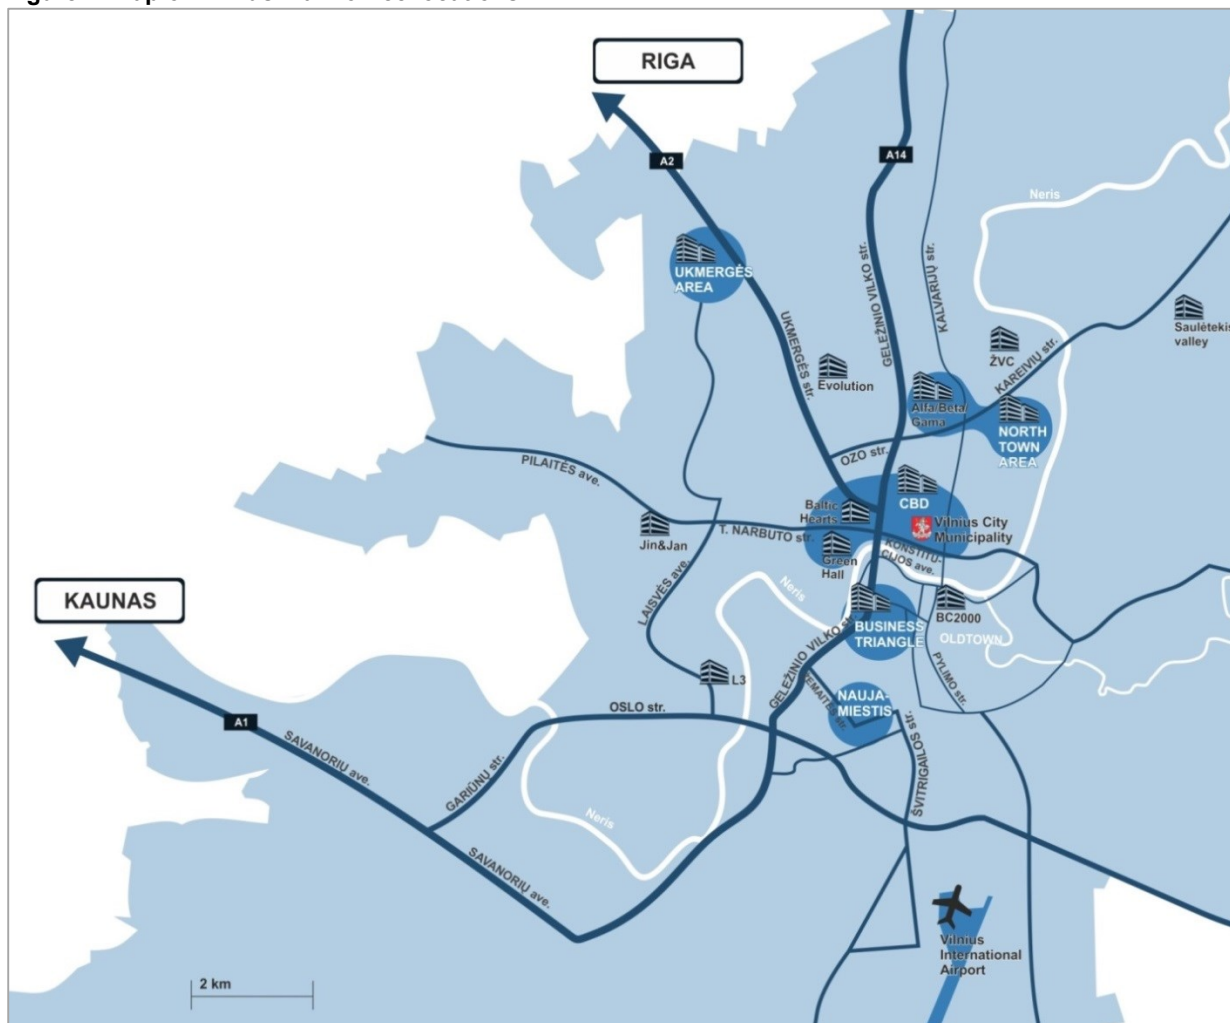 RIGA
A2
A14
Neris
UKMERGĖS
AREA
GELEŽINIO VILKO str.
KALVARIJŲ str.
UKMERGĖS str.
Saulėtekis
valley
ŽVC
KAREIVIŲ str.
Evolution
Alfa/Beta/
Gama
NORTH
TOWN
AREA
OZO str.
PILAITĖS ave.
CBD
Baltic
Hearts
Vilnius City
Municipality
T. NARBUTO str.
Jin&Jan
Green
Hall
KONSTITU-
CIJOS ave.
KAUNAS
LAISVĖS ave.
Neris
BUSINESS
TRIANGLE
BC2000
OLDTOWN
GELEŽINIO VILKO str.
PYLIMO str.
L3
NAUJA-
MIESTIS
OSLO str.
ŠVITRIGAILOS str.
A1
SAVANORIŲ ave.
GARIŪNŲ str.
Neris
SAVANORIŲ ave.
Vilnius
International
Airport
2 km